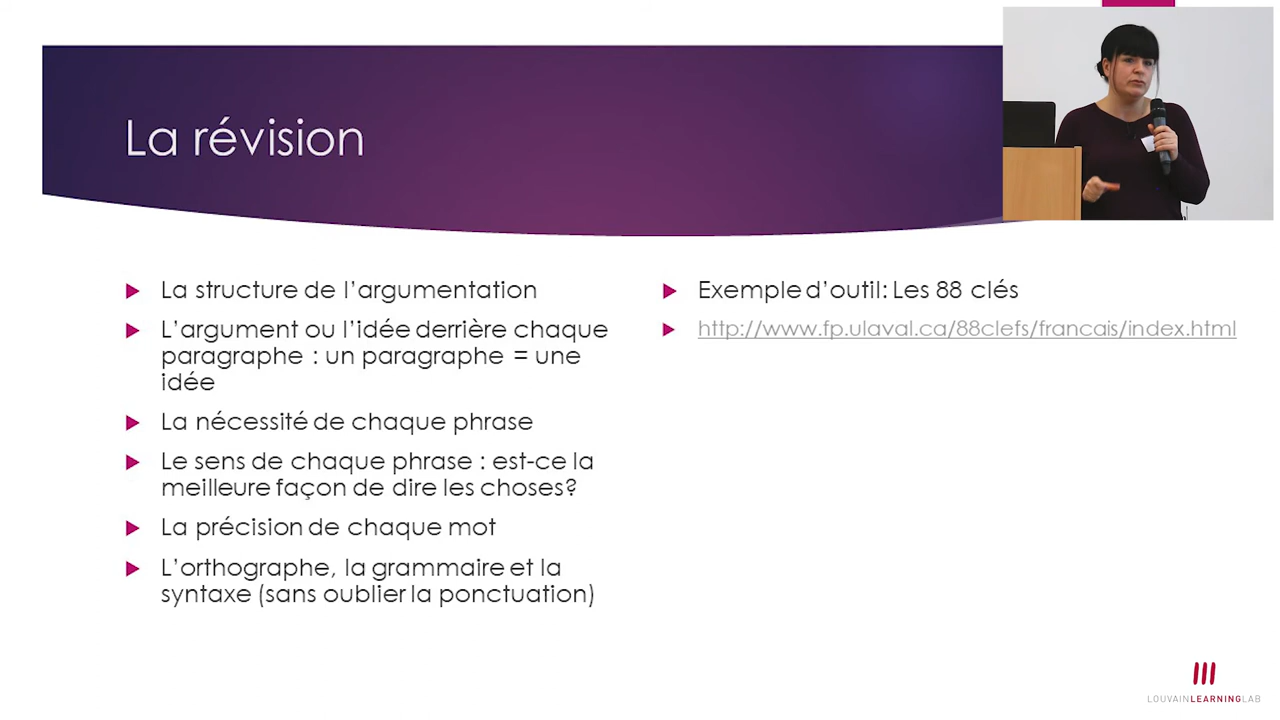 La révision
La structure de l’argumentation
L’argument ou l’idée derrière chaque
paragraphe : un paragraphe = une
idée
La nécessité de chaque phrase
Le sens de chaque phrase : est-ce la
meilleure façon de dire les choses?
La précision de chaque mot
L’orthographe, la grammaire et la
syntaxe (sans oublier la ponctuation)
Exemple d’outil: Les 88 clés
http://www.fp.ulaval.ca/88clefs/francais/index.html
LOUVAINLEARNINGLAB